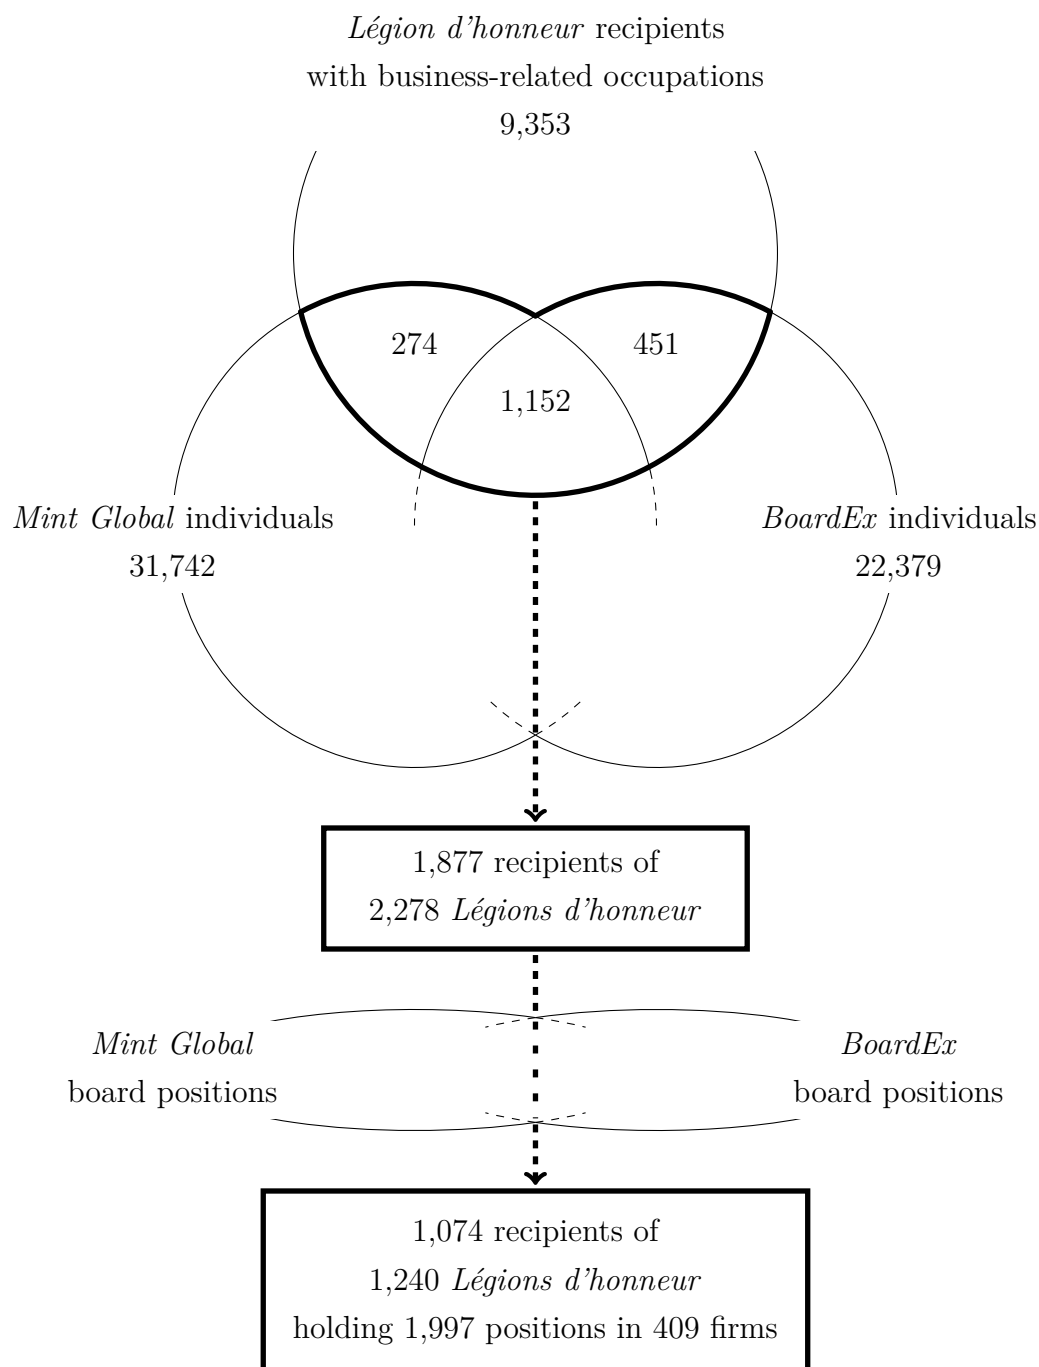 Légion d'honneur recipients
with business-related occupations
9,353
274
451
1,152
Mint Global individuals
31,742
BoardEx individuals
22,379
1,877 recipients of
2,278 Légions d'honneur
Mint Global
board positions
BoardEx
board positions
1,074 recipients of
1,240 Légions d'honneur
holding 1,997 positions in 409 firms